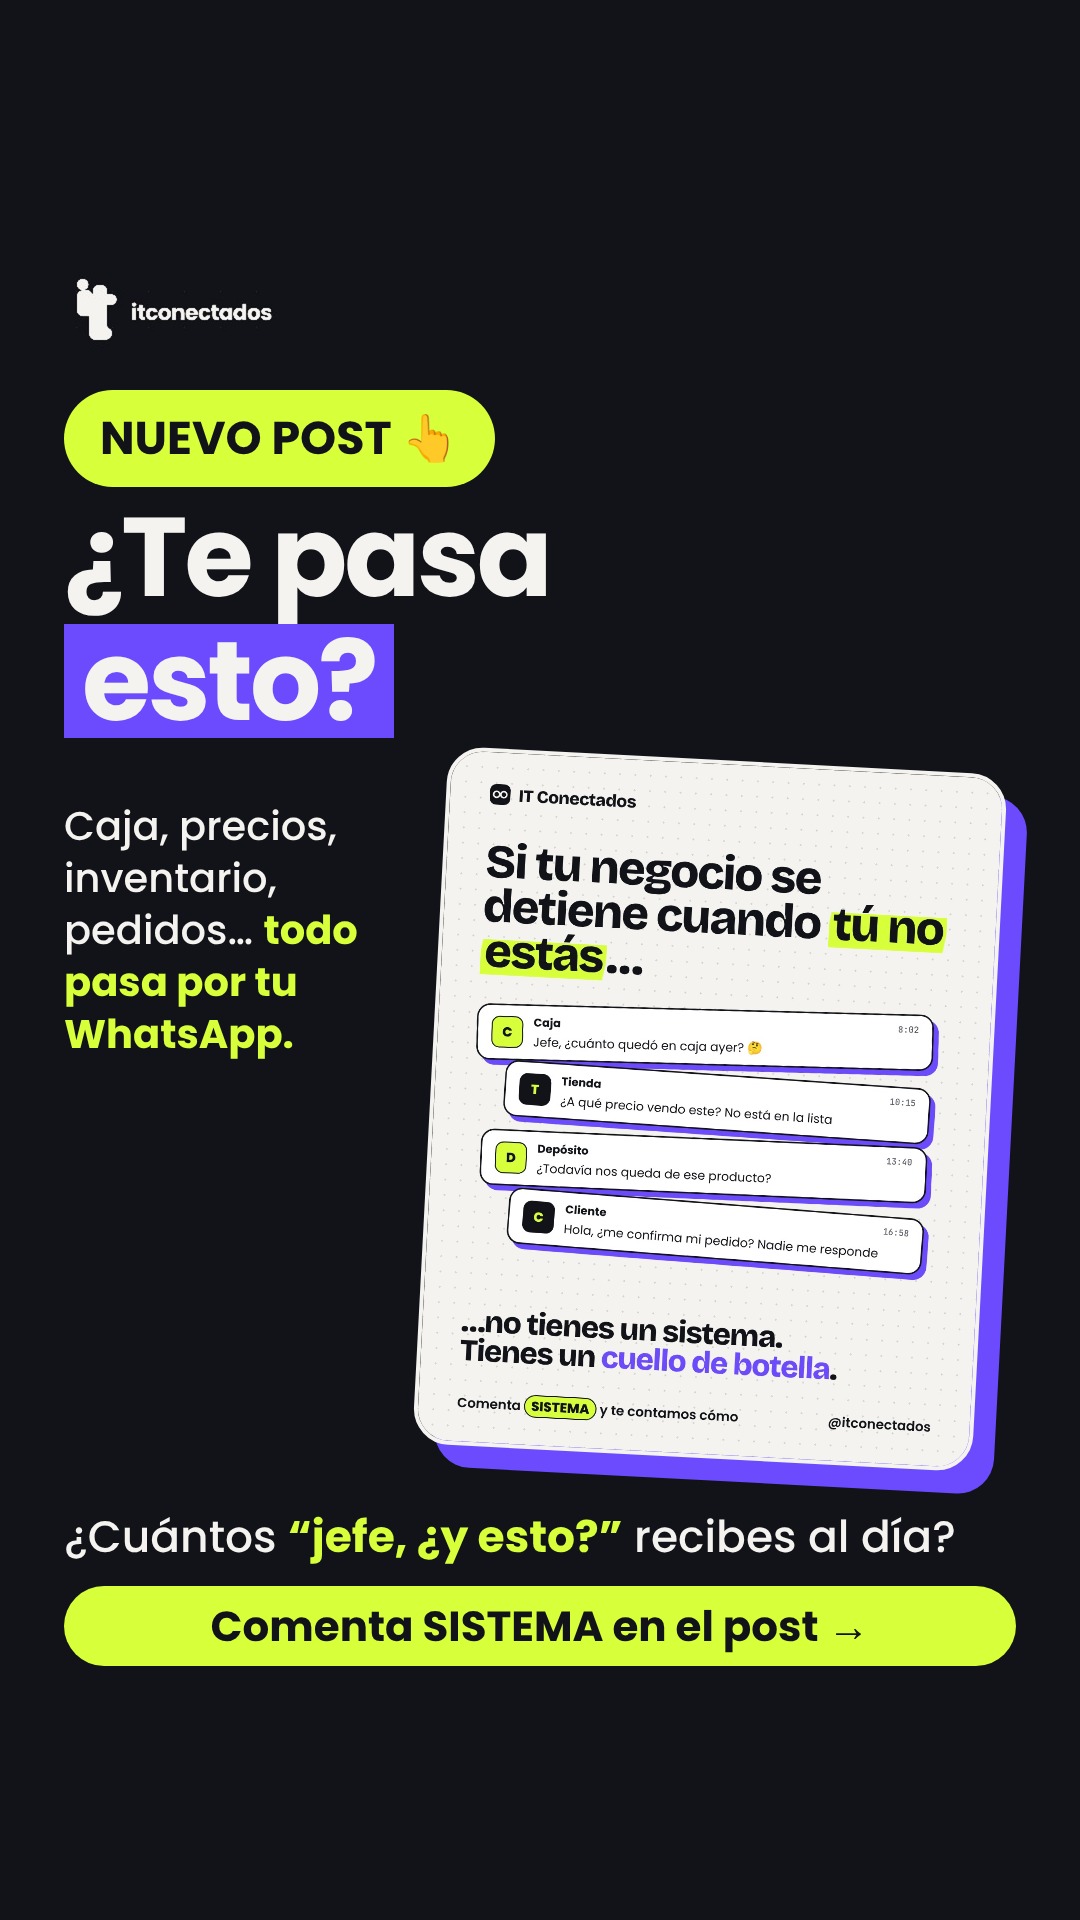 itconectados
NUEVO POST 👆
¿Te pasa
esto?
Caja, precios,
inventario,
pedidos... todo
pasa por tu
WhatsApp.
IT Conectados
Si tu negocio se
detiene cuando tú no
estás...
C
Caja
8:02
Jefe, ¿cuánto quedó en caja ayer? 🤔
T
Tienda
10:15
¿A qué precio vendo este? No está en la lista
D
Depósito
13:40
¿Todavía nos queda de ese producto?
C
Cliente
16:58
Hola, ¿me confirma mi pedido? Nadie me responde
...no tienes un sistema.
Tienes un cuello de botella.
Comenta SISTEMA y te contamos cómo
@itconectados
¿Cuántos “jefe, ¿y esto?” recibes al día?
Comenta SISTEMA en el post →